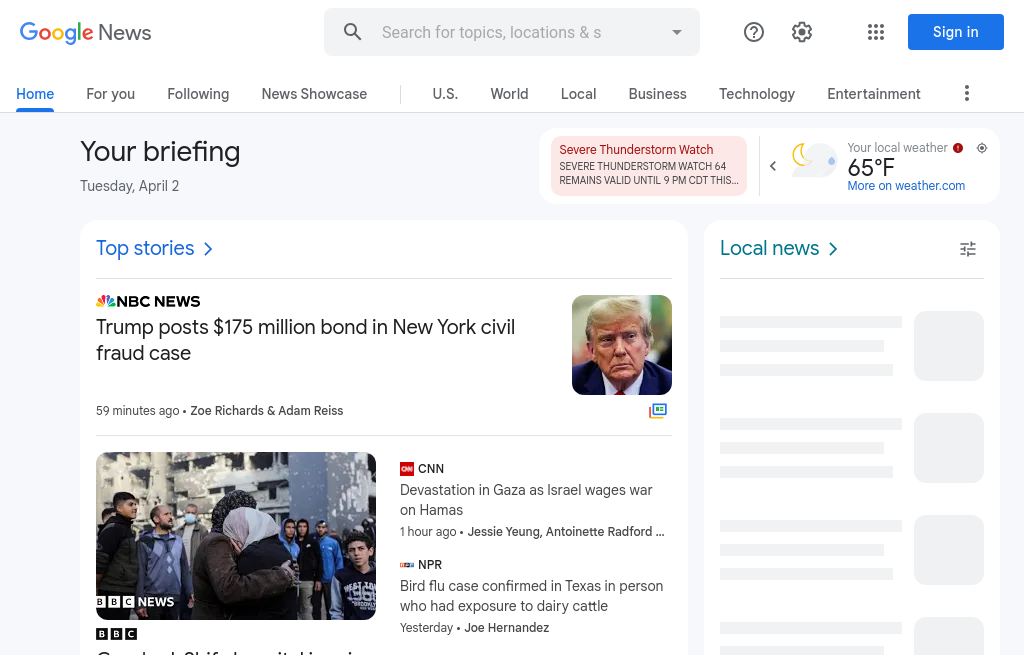 Google News
Search for topics, locations & s
Sign in
Home
For you
Following
News Showcase
U.S.
World
Local
Business
Technology
Entertainment
Your briefing
Tuesday, April 2
Severe Thunderstorm Watch
SEVERE THUNDERSTORM WATCH 64
REMAINS VALID UNTIL 9 PM CDT THIS...
Your local weather
65°F
More on weather.com
Top stories
NBC NEWS
Trump posts $175 million bond in New York civil
fraud case
59 minutes ago • Zoe Richards & Adam Reiss
BBC NEWS
BBC
CNN
Devastation in Gaza as Israel wages war
on Hamas
1 hour ago • Jessie Yeung, Antoinette Radford ...
NPR
Bird flu case confirmed in Texas in person
who had exposure to dairy cattle
Yesterday • Joe Hernandez
Local news